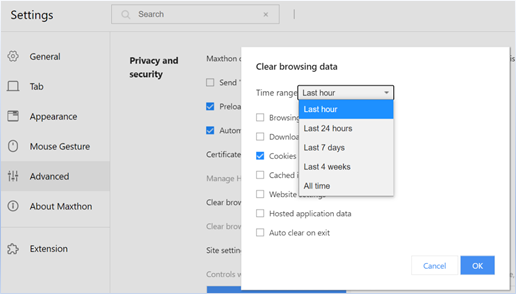 Settings
Search
General
Tab
Appearance
Mouse Gesture
Advanced
About Maxthon
Extension
Privacy and
security
Maxthon
Send
Preloa
Autom
Certificate
Manage H
Clear brow
Clear brow
Site settin
Controls w
is
Clear browsing data
Time range
Last hour
Last hour
Last 24 hours
Last 7 days
Last 4 weeks
All time
Browsing
Downloa
Cookies
Cached i
Website settings
Hosted application data
Auto clear on exit
Cancel
OK